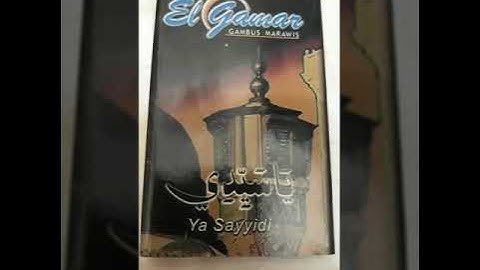 El Gamar
GAMBUS MARAWIS
يا سيدي
Ya Sayyidi